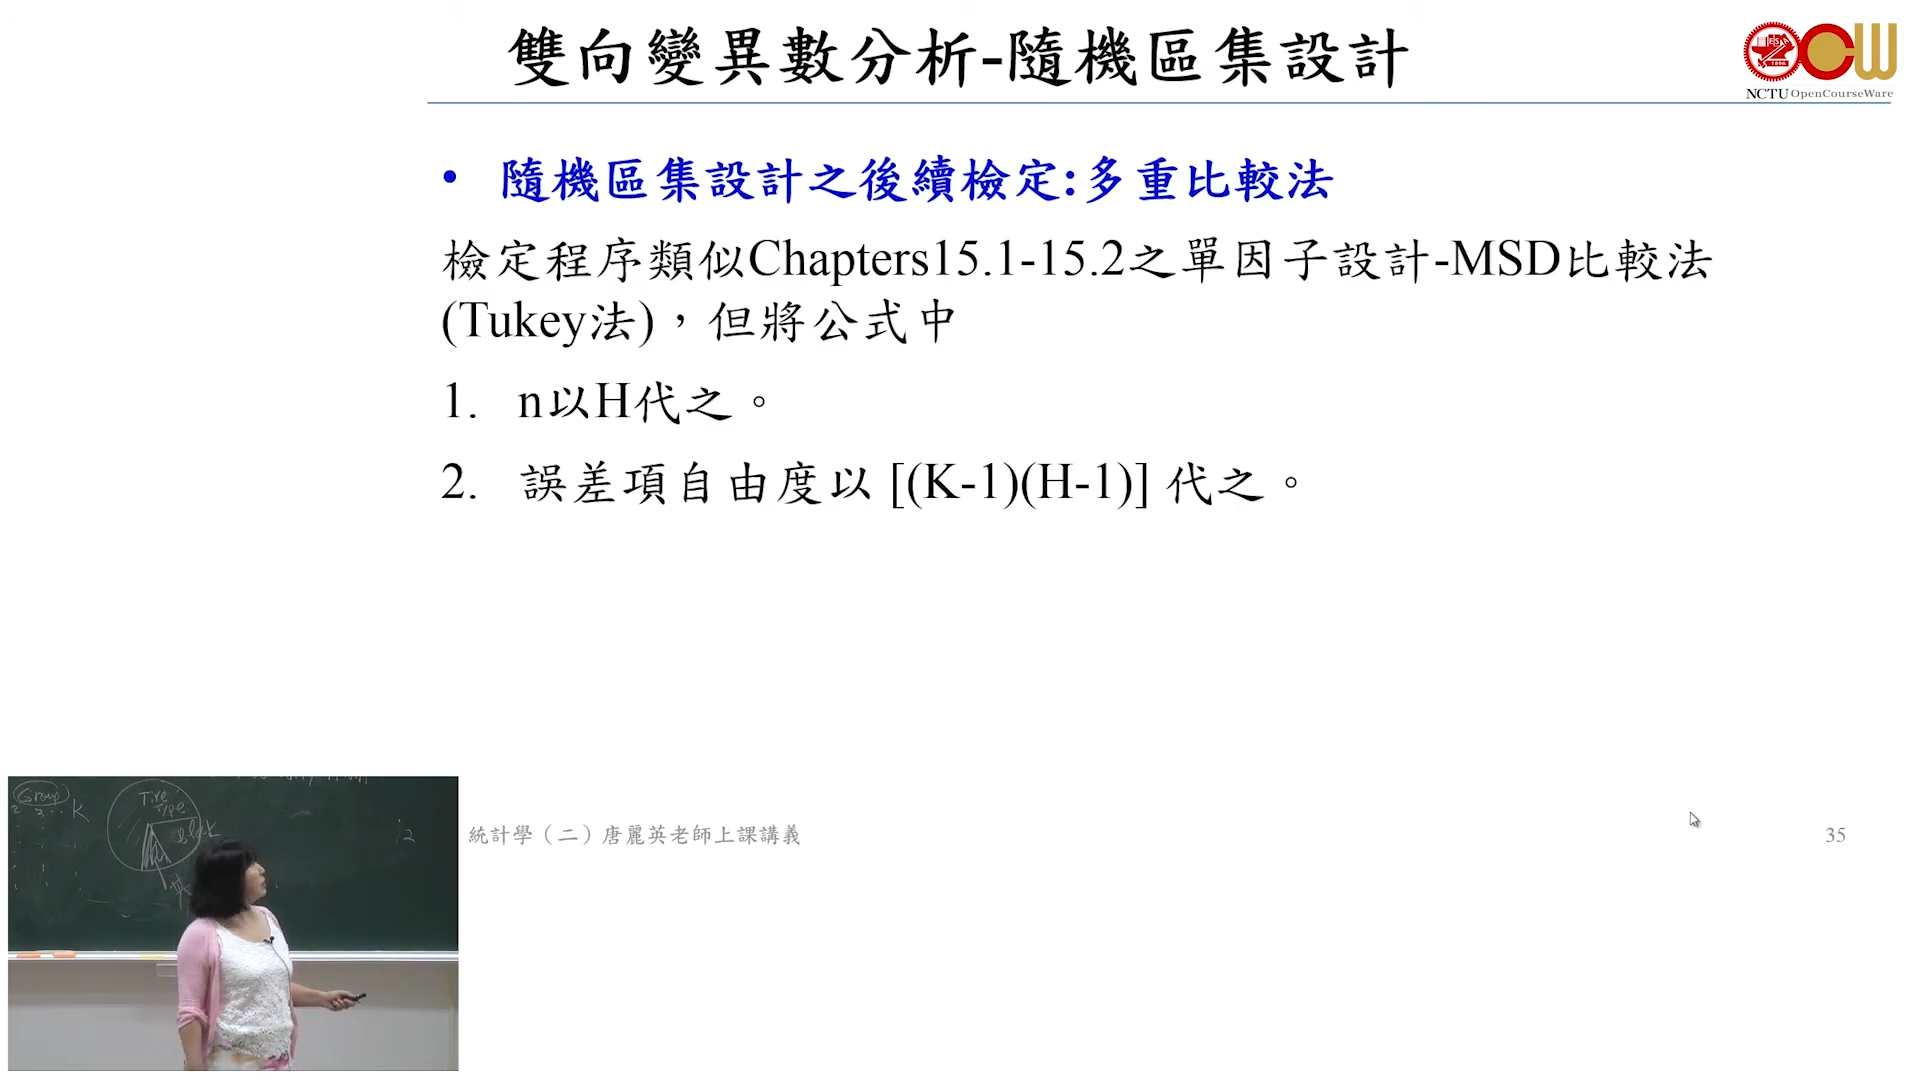 雙向變異數分析-隨機區集設計
NCTU OpenCourseWare
• 隨機區集設計之後續檢定:多重比較法
檢定程序類似Chapters15.1-15.2之單因子設計-MSD比較法
(Tukey法)，但將公式中
1. n以H代之。
2. 誤差項自由度以 [(K-1)(H-1)] 代之。
Group
K
Tire
Type
Block
2
統計學（二）唐麗英老師上課講義
35